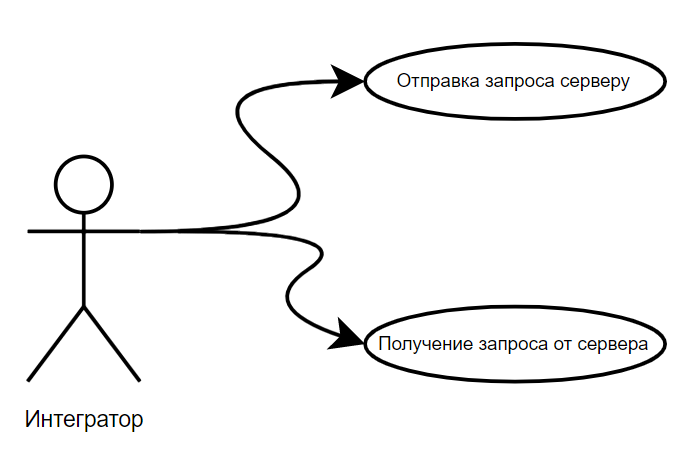 Отправка запроса серверу
Получение запроса от сервера
Интегратор